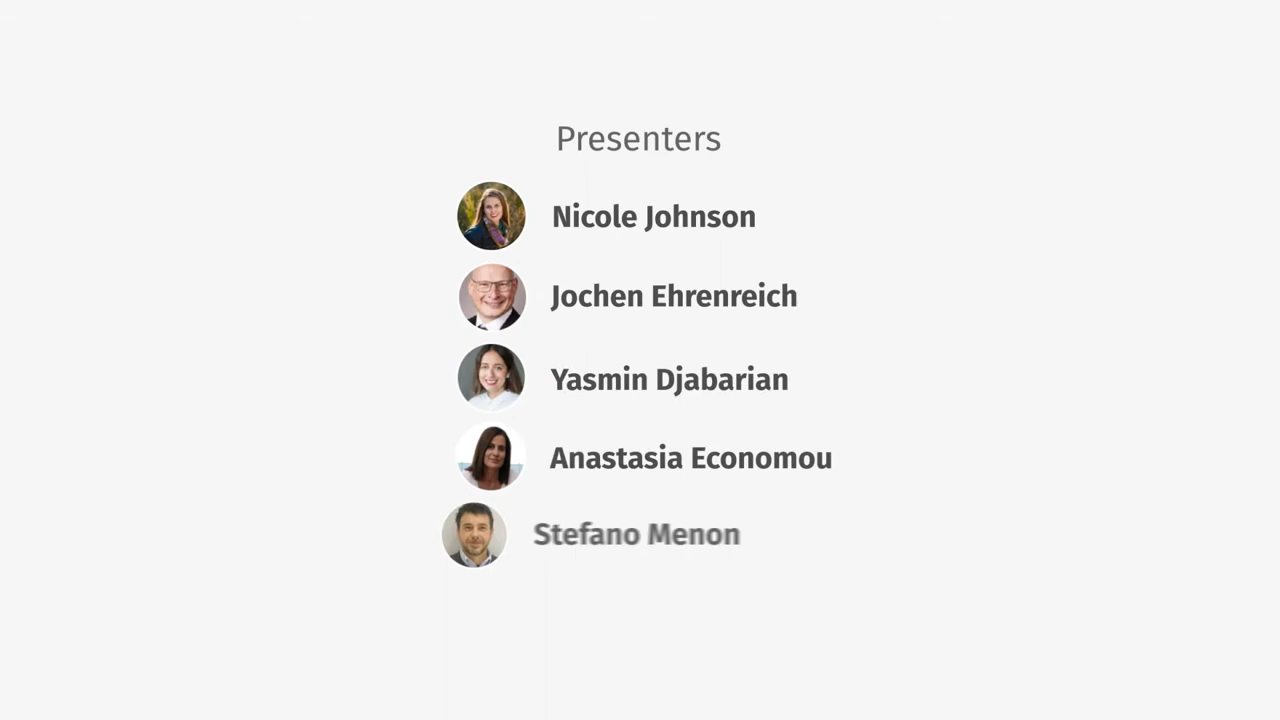 Presenters
Nicole Johnson
Jochen Ehrenreich
Yasmin Djabarian
Anastasia Economou
Stefano Menon